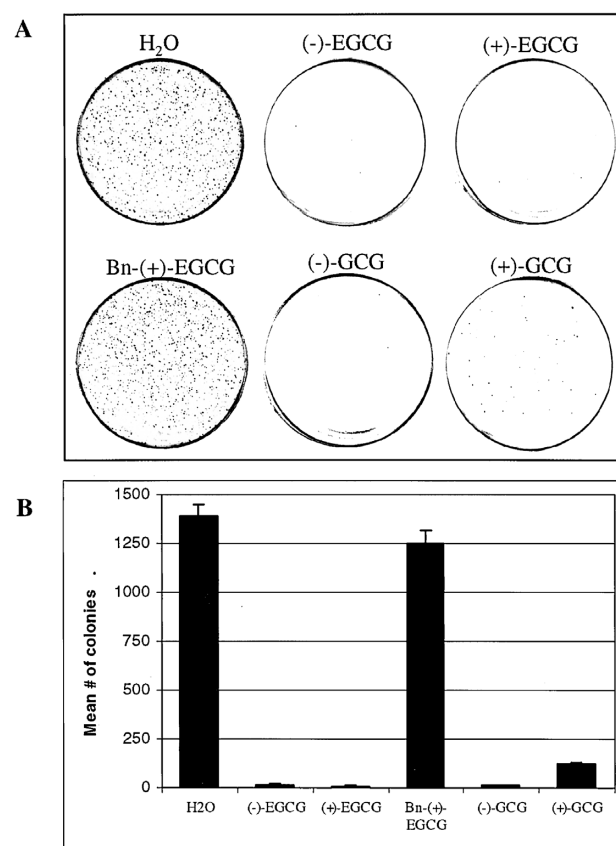 A
H₂O (-)-EGCG (+)-EGCG
Bn-(+)-EGCG (-)-GCG (+)-GCG
B
1500
1250
1000
750
500
250
0
Mean # of colonies .
H2O (-)-EGCG (+)-EGCG Bn-(+)-EGCG (-)-GCG (+)-GCG